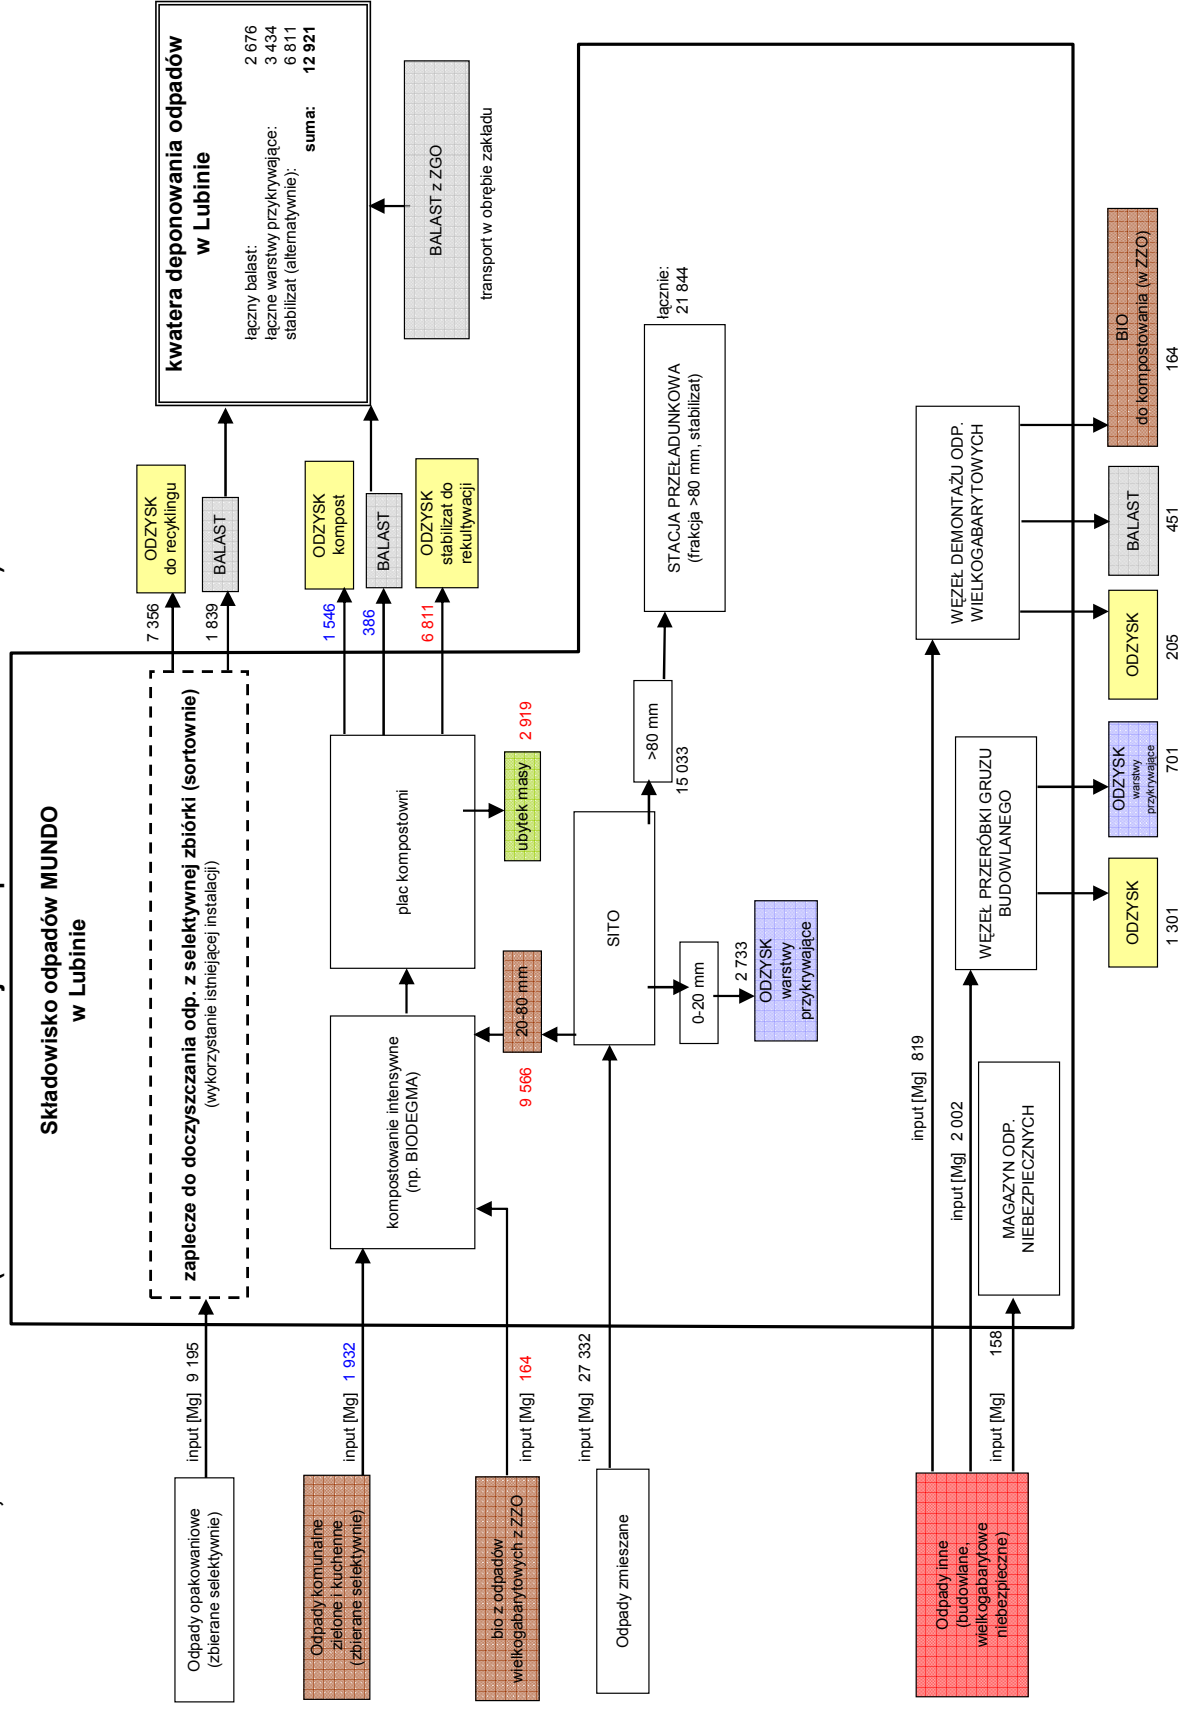 Składowisko odpadów MUNDO
w Lubinie
Odpady opakowaniowe
(zbierane selektywnie)
input [Mg] 9 195
zaplecze do doczyszczania odp. z selektywnej zbiórki (sortownie)
(wykorzystanie istniejącej instalacji)
7 356
ODZYSK
do recyklingu
1 839
BALAST
kwatera deponowania odpadów
w Lubinie
łączny balast: 2 676
łączne warstwy przykrywające: 3 434
stabilizat (alternatywnie): 6 811
suma: 12 921
BALAST z ZGO
transport w obrębie zakładu
Odpady komunalne
zielone i kuchenne
(zbierane selektywnie)
input [Mg] 1 932
kompostowanie intensywne
(np. BIODEGMA)
plac kompostowni
1 546
ODZYSK
kompost
386
BALAST
6 811
ODZYSK
stabilizat do
rekultywacji
bio z odpadów
wielkogabarytowych z ZZO
input [Mg] 164
9 566
20-80 mm
ubytek masy
2 919
Odpady zmieszane
input [Mg] 27 332
SITO
>80 mm
15 033
STACJA PRZEŁADUNKOWA
(frakcja >80 mm, stabilizat)
łącznie:
21 844
0-20 mm
2 733
ODZYSK
warstwy
przykrywające
Odpady inne
(budowlane,
wielkogabarytowe
niebezpieczne)
input [Mg] 819
WĘZEŁ DEMONTAŻU ODP.
WIELKOGABARYTOWYCH
input [Mg] 2 002
WĘZEŁ PRZERÓBKI GRUZU
BUDOWLANEGO
input [Mg] 158
MAGAZYN ODP.
NIEBEZPIECZNYCH
ODZYSK
1 301
ODZYSK
warstwy
przykrywające
701
ODZYSK
205
BALAST
451
BIO
do kompostowania (w ZZO)
164